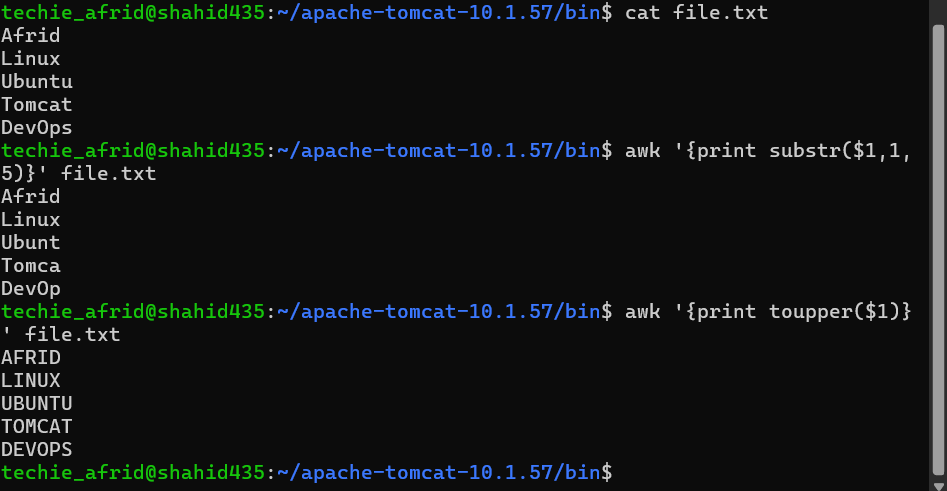 techie_afrid@shahid435:~/apache-tomcat-10.1.57/bin$ cat file.txt
Afrid
Linux
Ubuntu
Tomcat
DevOps
techie_afrid@shahid435:~/apache-tomcat-10.1.57/bin$ awk '{print substr($1,1,
5)}' file.txt
Afrid
Linux
Ubunt
Tomca
DevOp
techie_afrid@shahid435:~/apache-tomcat-10.1.57/bin$ awk '{print toupper($1)}
' file.txt
AFRID
LINUX
UBUNTU
TOMCAT
DEVOPS
techie_afrid@shahid435:~/apache-tomcat-10.1.57/bin$